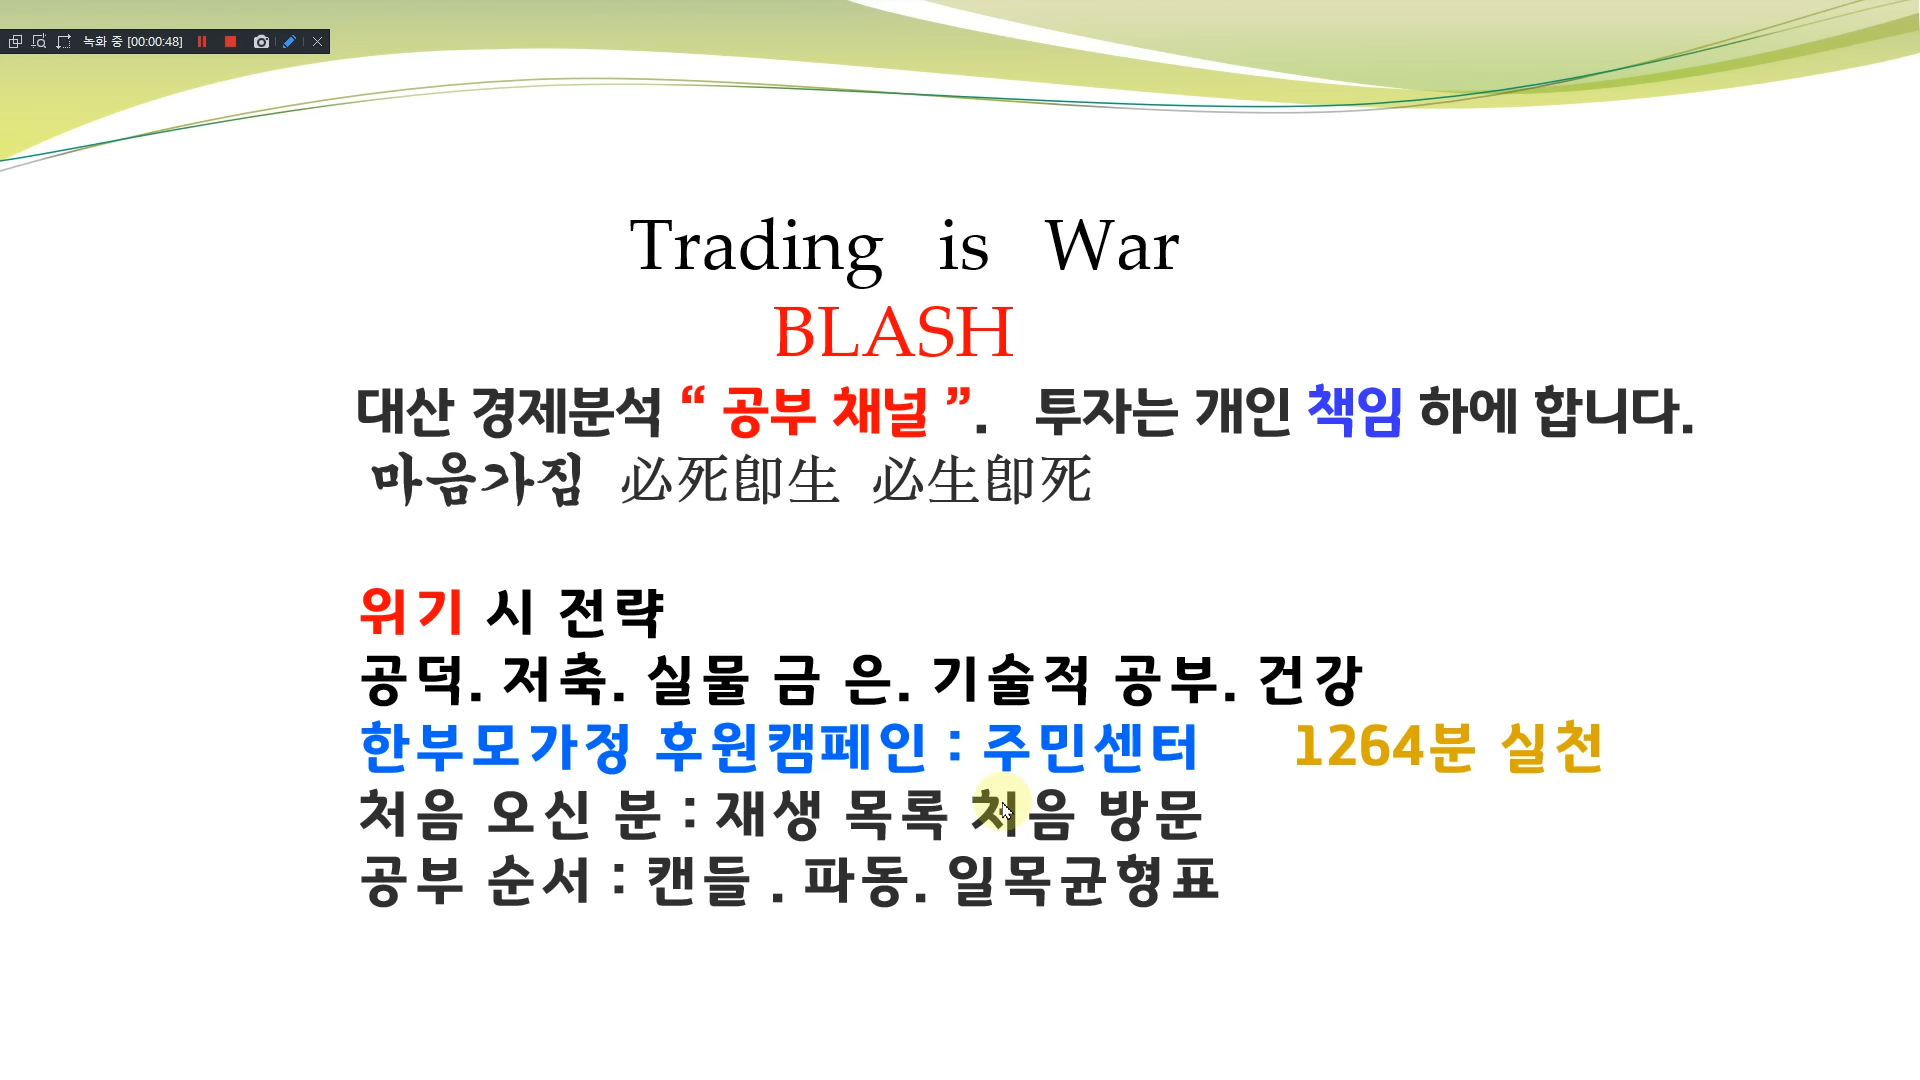 녹화 중 [00:00:48]
Trading is War
BLASH
대산 경제분석 “ 공부 채널 ”. 투자는 개인 책임 하에 합니다.
마음가짐 必死卽生 必生卽死
위기 시 전략
공덕. 저축. 실물 금 은. 기술적 공부. 건강
한부모가정 후원캠페인 : 주민센터 1264분 실천
처음 오신 분 : 재생 목록 처음 방문
공부 순서 : 캔들 . 파동. 일목균형표